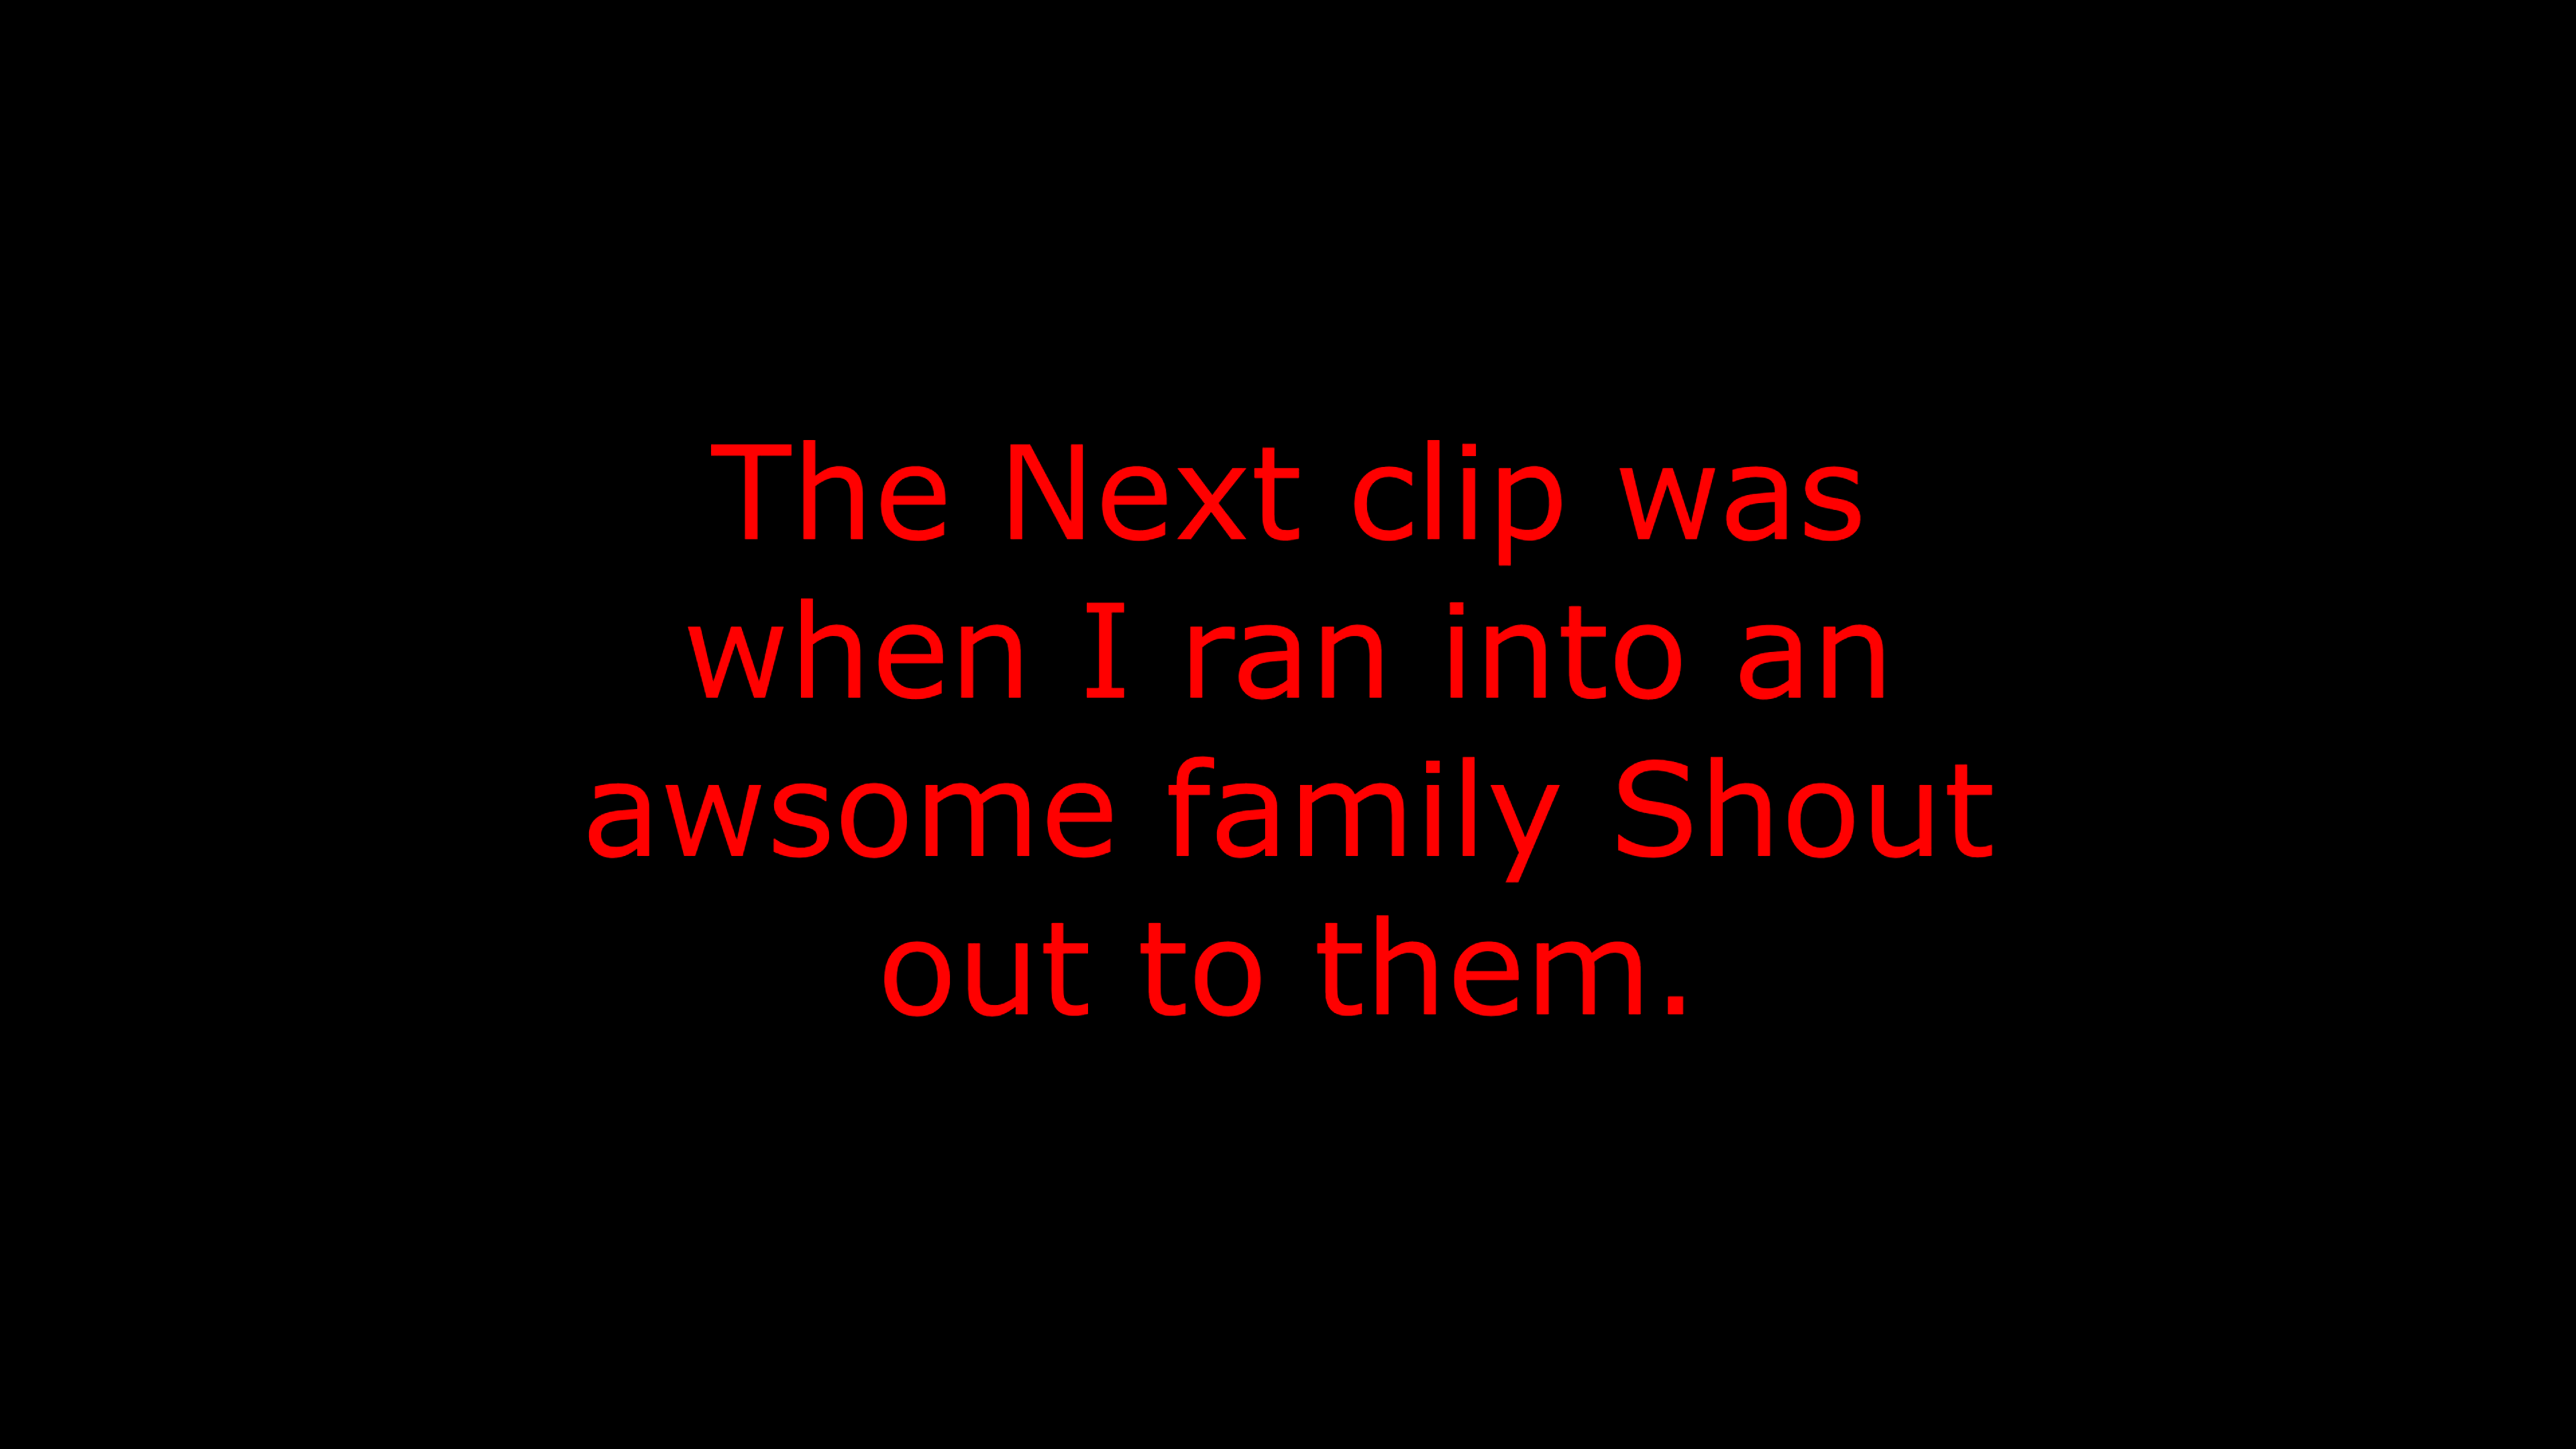 The Next clip was
when I ran into an
awsome family Shout
out to them.